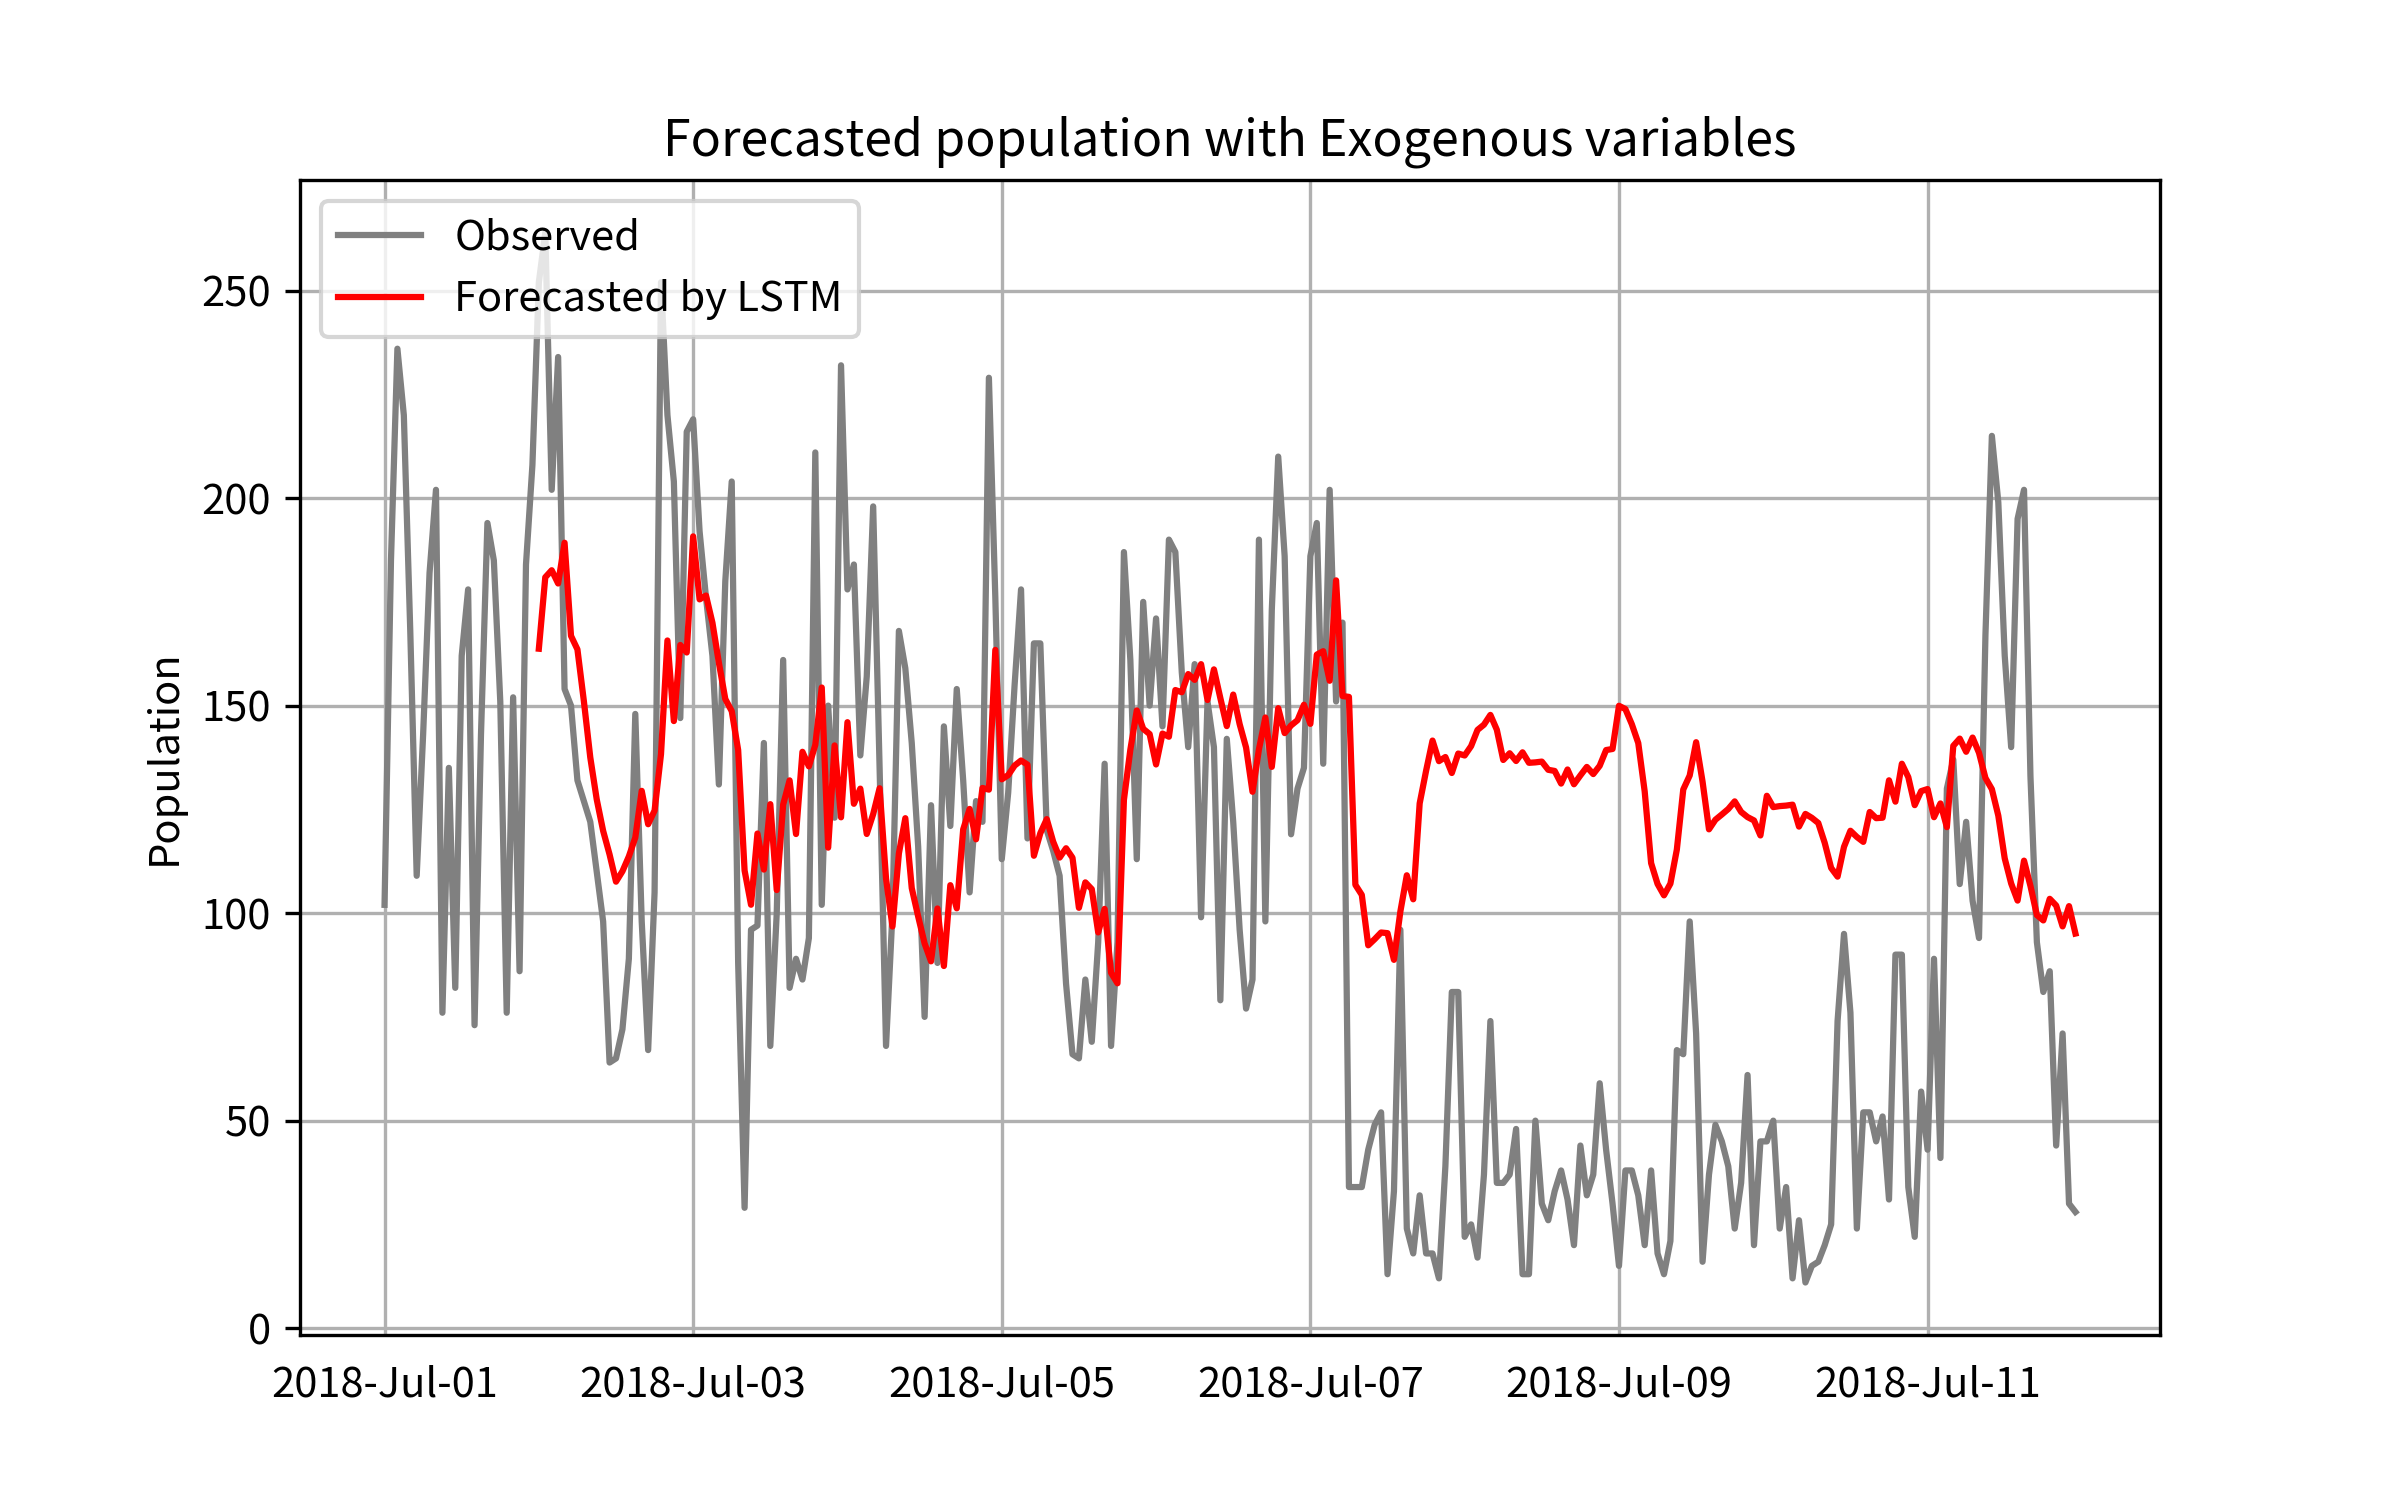 Forecasted population with Exogenous variables
Observed
Forecasted by LSTM
Population
250
200
150
100
50
0
2018-Jul-01 2018-Jul-03 2018-Jul-05 2018-Jul-07 2018-Jul-09 2018-Jul-11